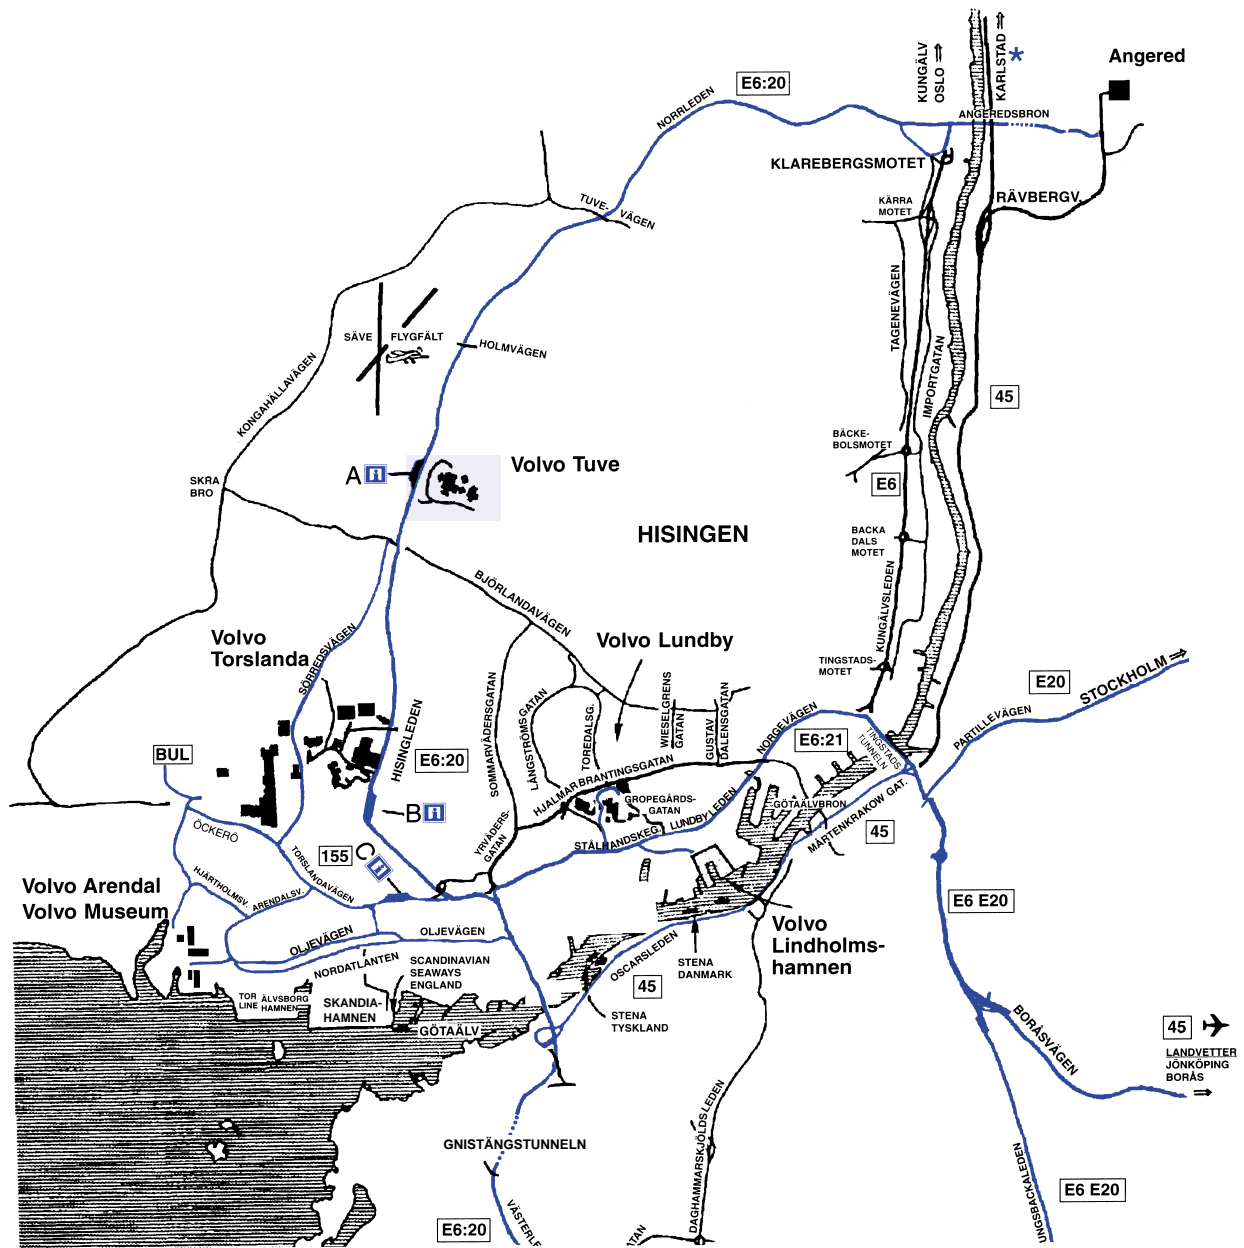 KUNGÄLV
OSLO ⇒
KARLSTAD ⇒
*
Angered
E6:20
NORRLEDEN
ANGEREDSBRON
KLAREBERGSMOTET
KÄRRA
MOTET
RÄVBERGV.
TUVE-VÄGEN
TAGENEVÄGEN
IMPORTGATAN
SÄVE FLYGFÄLT
HOLMVÄGEN
KONGAHÄLLAVÄGEN
45
BÄCKE-
BOLSMOTET
A i
Volvo Tuve
SKRA
BRO
E6
HISINGEN
BACKA
DALS
MOTET
BJÖRLANDAVÄGEN
KUNGÄLVSLEDEN
Volvo
Torslanda
SÖRREDSVÄGEN
Volvo Lundby
TINGSTADS-
MOTET
E20
STOCKHOLM ⇒
PARTILLEVÄGEN
HISINGLEDEN
SOMMARVÄDERSGATAN
LÅNGSTRÖMSGATAN
TOREDALSG.
WIESELGRENS
GATAN
GUSTAV
DALENSGATAN
NORGEVÄGEN
E6:21
TINGSTADS
TUNNELN
BUL
E6:20
HJALMAR BRANTINGSGATAN
GROPEGÅRDS-
GATAN
LUNDBYLEDEN
GÖTAÄLVBRON
MÅRTENKRAKOW GAT.
45
B i
ÖCKERÖ
YRVÄDERS-
GATAN
STÅLHANDSKEG.
155
C i
TORSLANDAVÄGEN
HJÄRTHOLMSV.
ARENDALSV.
Volvo Arendal
Volvo Museum
E6 E20
OLJEVÄGEN
OLJEVÄGEN
NORDATLANTEN
Volvo
Lindholms-
hamnen
OSCARSLEDEN
STENA
DANMARK
SCANDINAVIAN
SEAWAYS
ENGLAND
45
TOR
LINE
ÄLVSBORG
HAMNEN
SKANDIA-
HAMNEN
GÖTAÄLV
STENA
TYSKLAND
BORÅSVÄGEN
45
LANDVETTER
JÖNKÖPING
BORÅS
⇒
DAGHAMMARSKJÖLDSLEDEN
GNISTÄNGSTUNNELN
E6 E20
UNGSBACKALEDEN
E6:20
VÄSTERLE
TAN